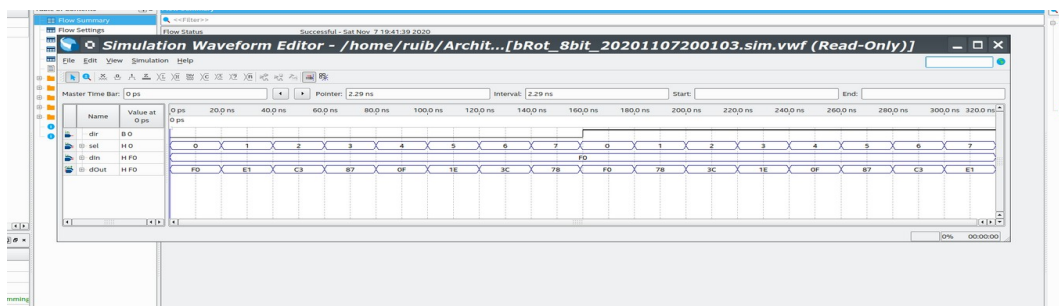 Flow Summary
<<Filter>>
Flow Settings
Flow Status Successful - Sat Nov 7 19:41:39 2020
Simulation Waveform Editor - /home/ruib/Archit...[bRot_8bit_20201107200103.sim.vwf (Read-Only)]
File Edit View Simulation Help
Master Time Bar: 0 ps Pointer: 2.29 ns Interval: 2.29 ns Start: End:
Name Value at 0 ps
0 ps 20.0 ns 40.0 ns 60.0 ns 80.0 ns 100.0 ns 120.0 ns 140.0 ns 160.0 ns 180.0 ns 200.0 ns 220.0 ns 240.0 ns 260.0 ns 280.0 ns 300.0 ns 320.0 ns
0 ps
dir B 0
sel H 0 0 1 2 3 4 5 6 7 0 1 2 3 4 5 6 7
dIn H F0 F0
dOut H F0 F0 E1 C3 87 0F 1E 3C 78 F0 78 3C 1E 0F 87 C3 E1
0% 00:00:00
mming